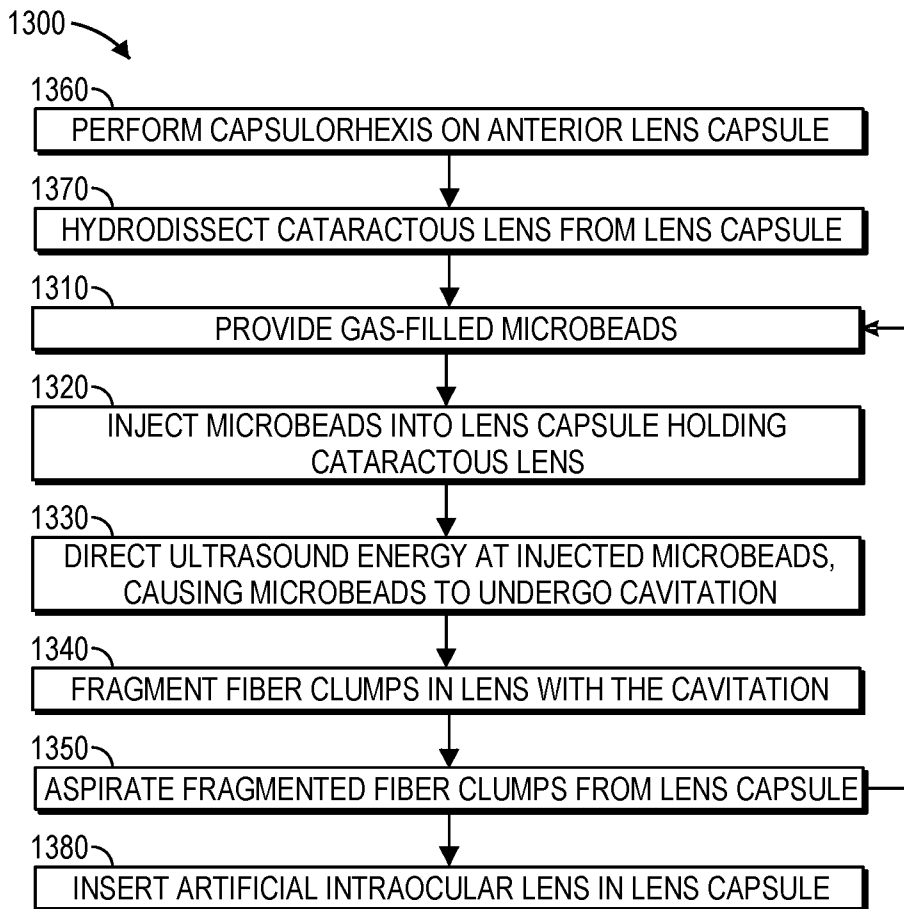 1300
1360
PERFORM CAPSULORHEXIS ON ANTERIOR LENS CAPSULE
1370
HYDRODISSECT CATARACTOUS LENS FROM LENS CAPSULE
1310
PROVIDE GAS-FILLED MICROBEADS
1320
INJECT MICROBEADS INTO LENS CAPSULE HOLDING
CATARACTOUS LENS
1330
DIRECT ULTRASOUND ENERGY AT INJECTED MICROBEADS,
CAUSING MICROBEADS TO UNDERGO CAVITATION
1340
FRAGMENT FIBER CLUMPS IN LENS WITH THE CAVITATION
1350
ASPIRATE FRAGMENTED FIBER CLUMPS FROM LENS CAPSULE
1380
INSERT ARTIFICIAL INTRAOCULAR LENS IN LENS CAPSULE